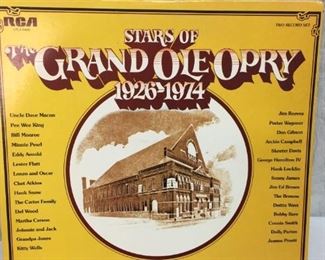 RCA
TWO RECORD SET
STARS OF
THE GRAND OLE OPRY
1926-1974
Uncle Dave Macon
Pee Wee King
Bill Monroe
Minnie Pearl
Eddy Arnold
Lester Flatt
Lonzo and Oscar
Chet Atkins
Hank Snow
The Carter Family
Del Wood
Martha Carson
Johnnie and Jack
Grandpa Jones
Kitty Wells
Jim Reeves
Porter Wagoner
Don Gibson
Archie Campbell
Skeeter Davis
George Hamilton IV
Hank Locklin
Sonny James
Jim Ed Brown
The Browns
Dottie West
Bobby Bare
Connie Smith
Dolly Parton
Jeanne Pruett